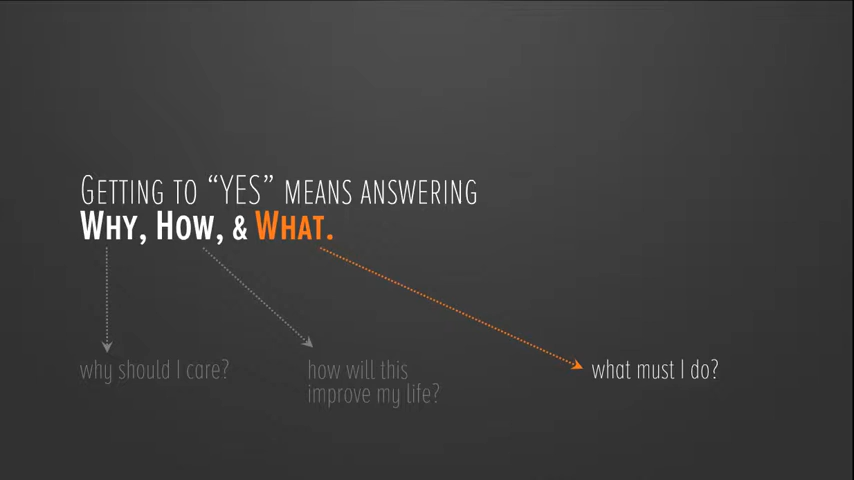 GETTING TO “YES” MEANS ANSWERING
WHY, HOW, & WHAT.
why should I care?
how will this
improve my life?
what must I do?